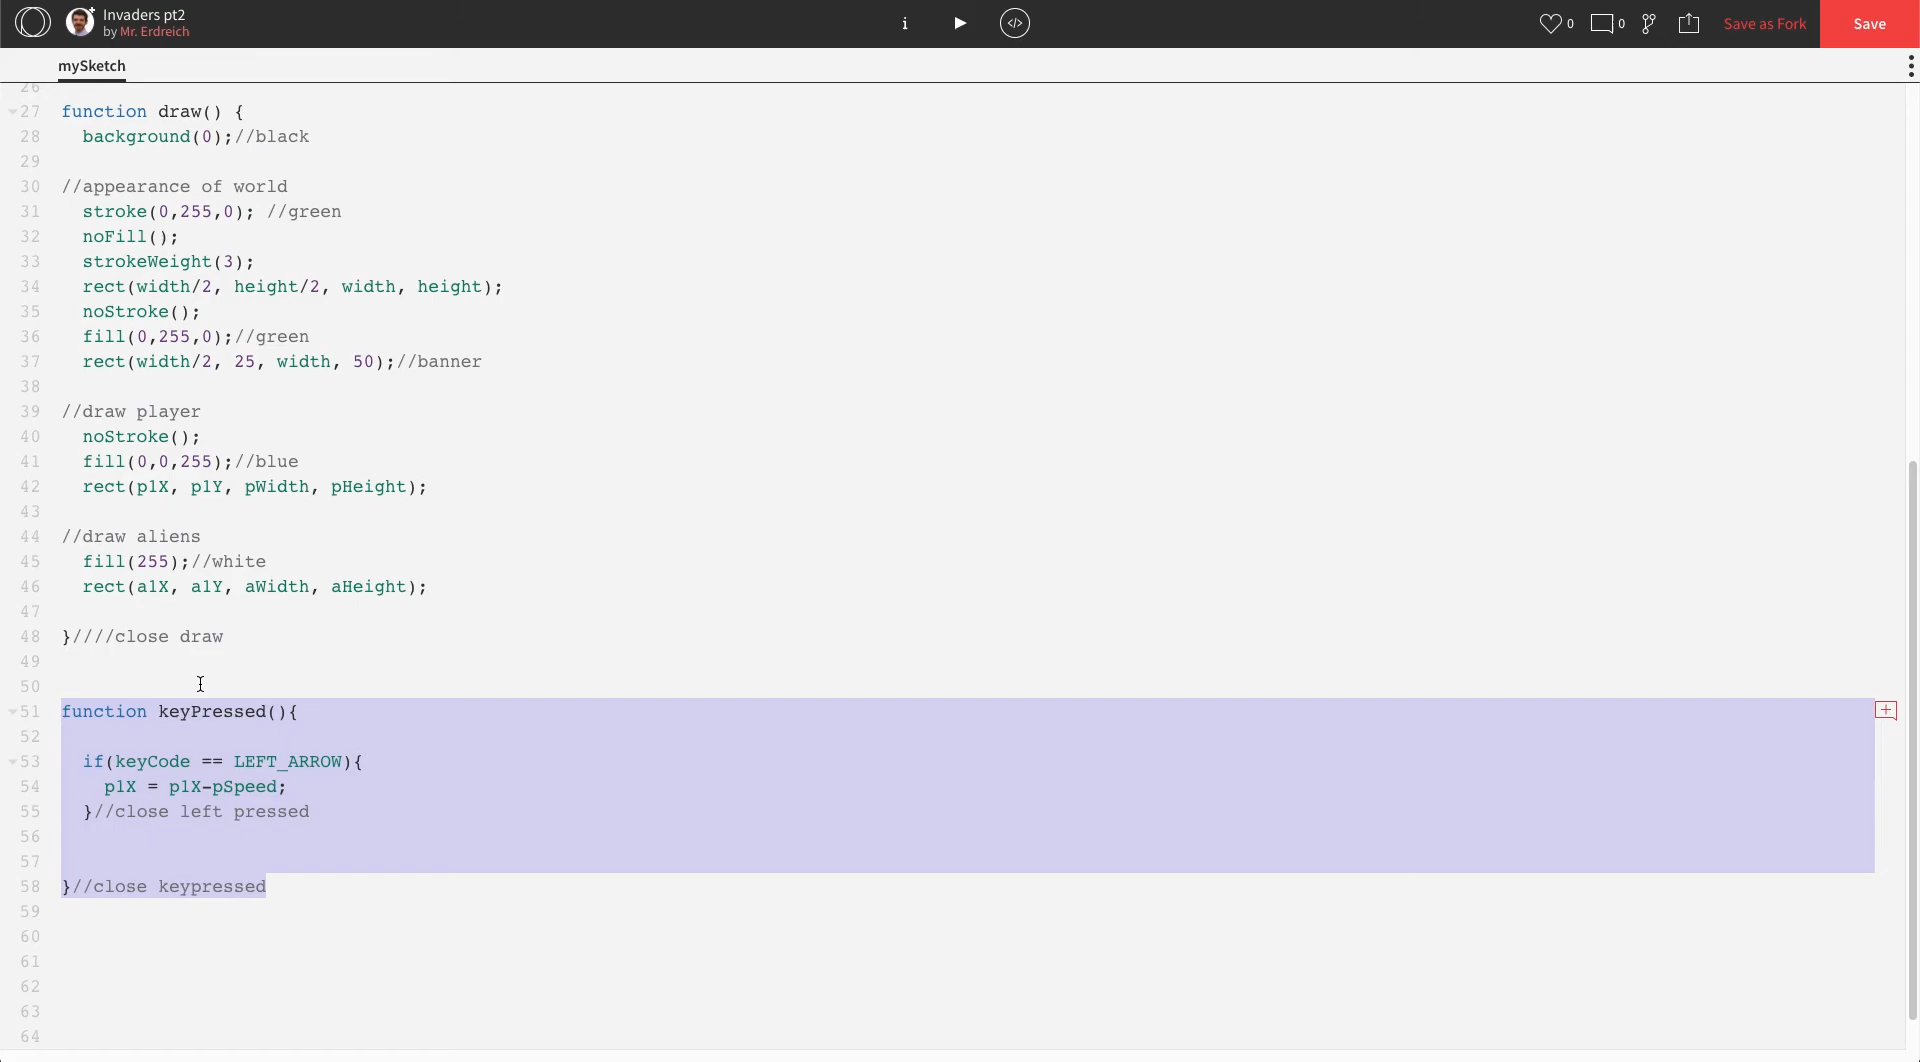 Invaders pt2
by Mr. Erdreich
i
</>
0
0
Save as Fork
Save
mySketch
26
27 function draw() {
28 background(0);//black
29
30 //appearance of world
31 stroke(0,255,0); //green
32 noFill();
33 strokeWeight(3);
34 rect(width/2, height/2, width, height);
35 noStroke();
36 fill(0,255,0);//green
37 rect(width/2, 25, width, 50);//banner
38
39 //draw player
40 noStroke();
41 fill(0,0,255);//blue
42 rect(p1X, p1Y, pWidth, pHeight);
43
44 //draw aliens
45 fill(255);//white
46 rect(a1X, a1Y, aWidth, aHeight);
47
48 }////close draw
49
50
51 function keyPressed(){
52
53 if(keyCode == LEFT_ARROW){
54 p1X = p1X-pSpeed;
55 }//close left pressed
56
57
58 }//close keypressed
59
60
61
62
63
64